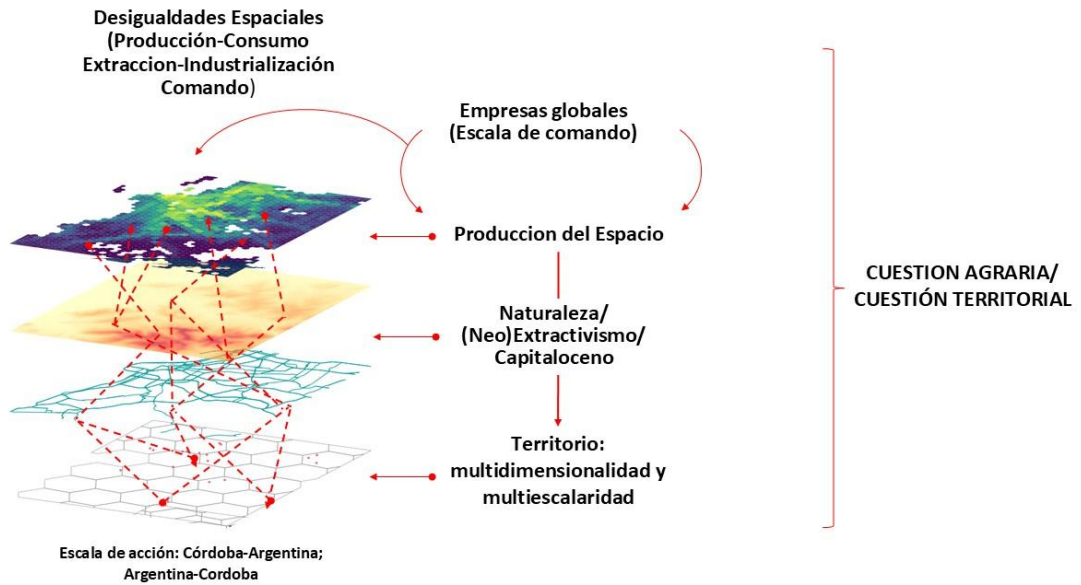 Desigualdades Espaciales
(Producción-Consumo
Extraccion-Industrialización
Comando)
Empresas globales
(Escala de comando)
Produccion del Espacio
Naturaleza/
(Neo)Extractivismo/
Capitaloceno
Territorio:
multidimensionalidad y
multiescalaridad
CUESTION AGRARIA/
CUESTIÓN TERRITORIAL
Escala de acción: Córdoba-Argentina;
Argentina-Cordoba